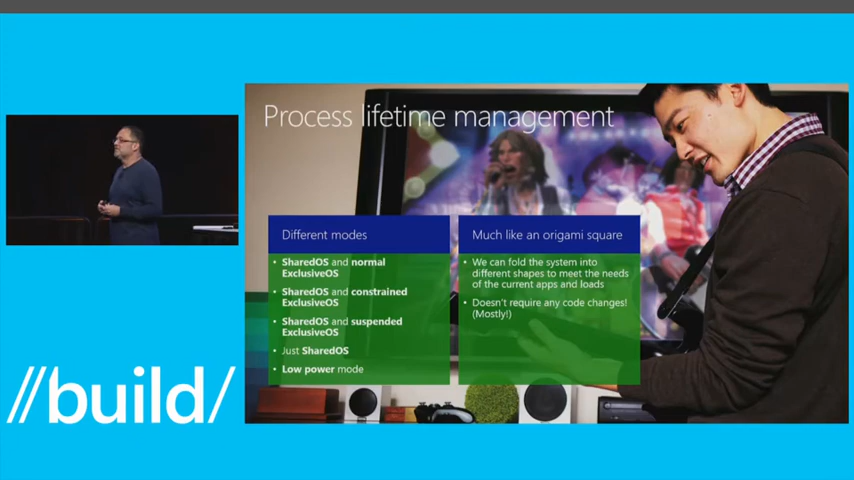 Process lifetime management
Different modes
• SharedOS and normal
ExclusiveOS
• SharedOS and constrained
ExclusiveOS
• SharedOS and suspended
ExclusiveOS
• Just SharedOS
• Low power mode
Much like an origami square
• We can fold the system into
different shapes to meet the needs
of the current apps and loads
• Doesn't require any code changes!
(Mostly!)
//build/